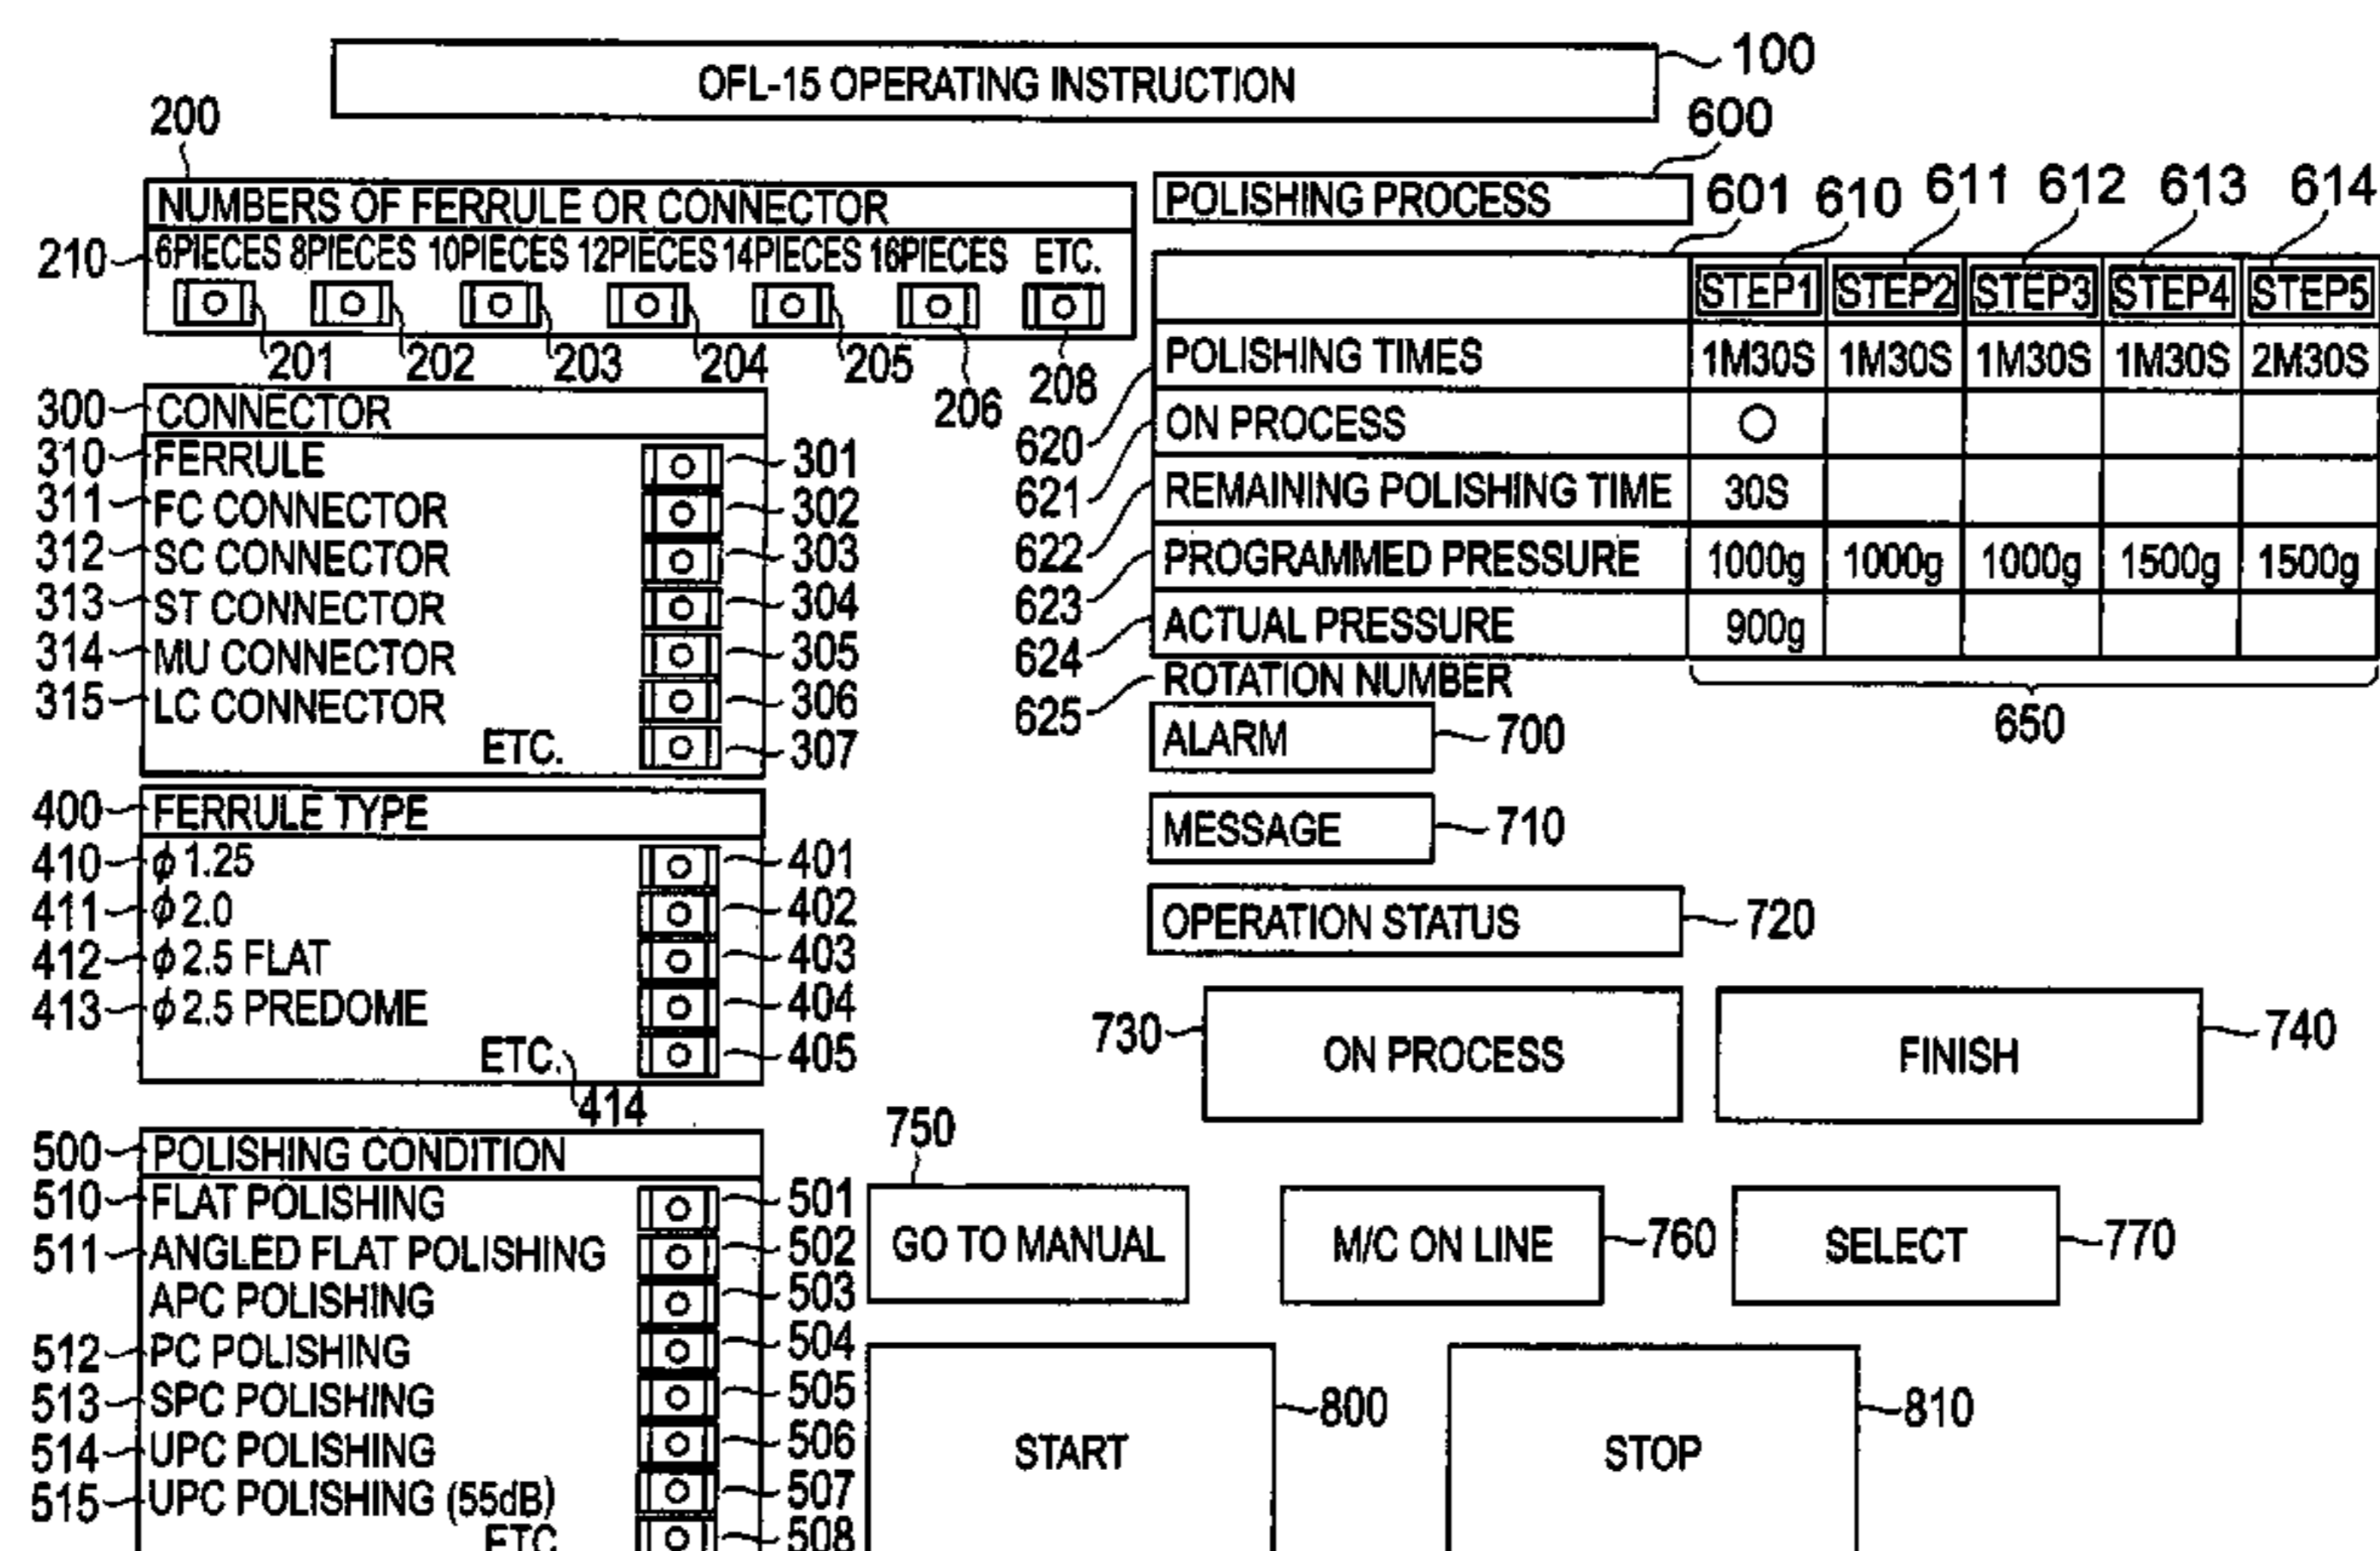 OFL-15 OPERATING INSTRUCTION
100
200
NUMBERS OF FERRULE OR CONNECTOR
210 6PIECES 8PIECES 10PIECES 12PIECES 14PIECES 16PIECES ETC.
201 202 203 204 205 206 208
300 CONNECTOR
310 FERRULE 301
311 FC CONNECTOR 302
312 SC CONNECTOR 303
313 ST CONNECTOR 304
314 MU CONNECTOR 305
315 LC CONNECTOR 306
ETC. 307
400 FERRULE TYPE
410 ϕ 1.25 401
411 ϕ 2.0 402
412 ϕ 2.5 FLAT 403
413 ϕ 2.5 PREDOME 404
ETC. 405
414
500 POLISHING CONDITION
510 FLAT POLISHING 501
511 ANGLED FLAT POLISHING 502
APC POLISHING 503
512 PC POLISHING 504
513 SPC POLISHING 505
514 UPC POLISHING 506
515 UPC POLISHING (55dB) 507
ETC 508
600
POLISHING PROCESS
601 610 611 612 613 614
STEP1 STEP2 STEP3 STEP4 STEP5
620 POLISHING TIMES 1M30S 1M30S 1M30S 1M30S 2M30S
621 ON PROCESS
622 REMAINING POLISHING TIME 30S
623 PROGRAMMED PRESSURE 1000g 1000g 1000g 1500g 1500g
624 ACTUAL PRESSURE 900g
625 ROTATION NUMBER
650
ALARM 700
MESSAGE 710
OPERATION STATUS 720
730 ON PROCESS FINISH 740
750
GO TO MANUAL M/C ON LINE 760 SELECT 770
START 800 STOP 810